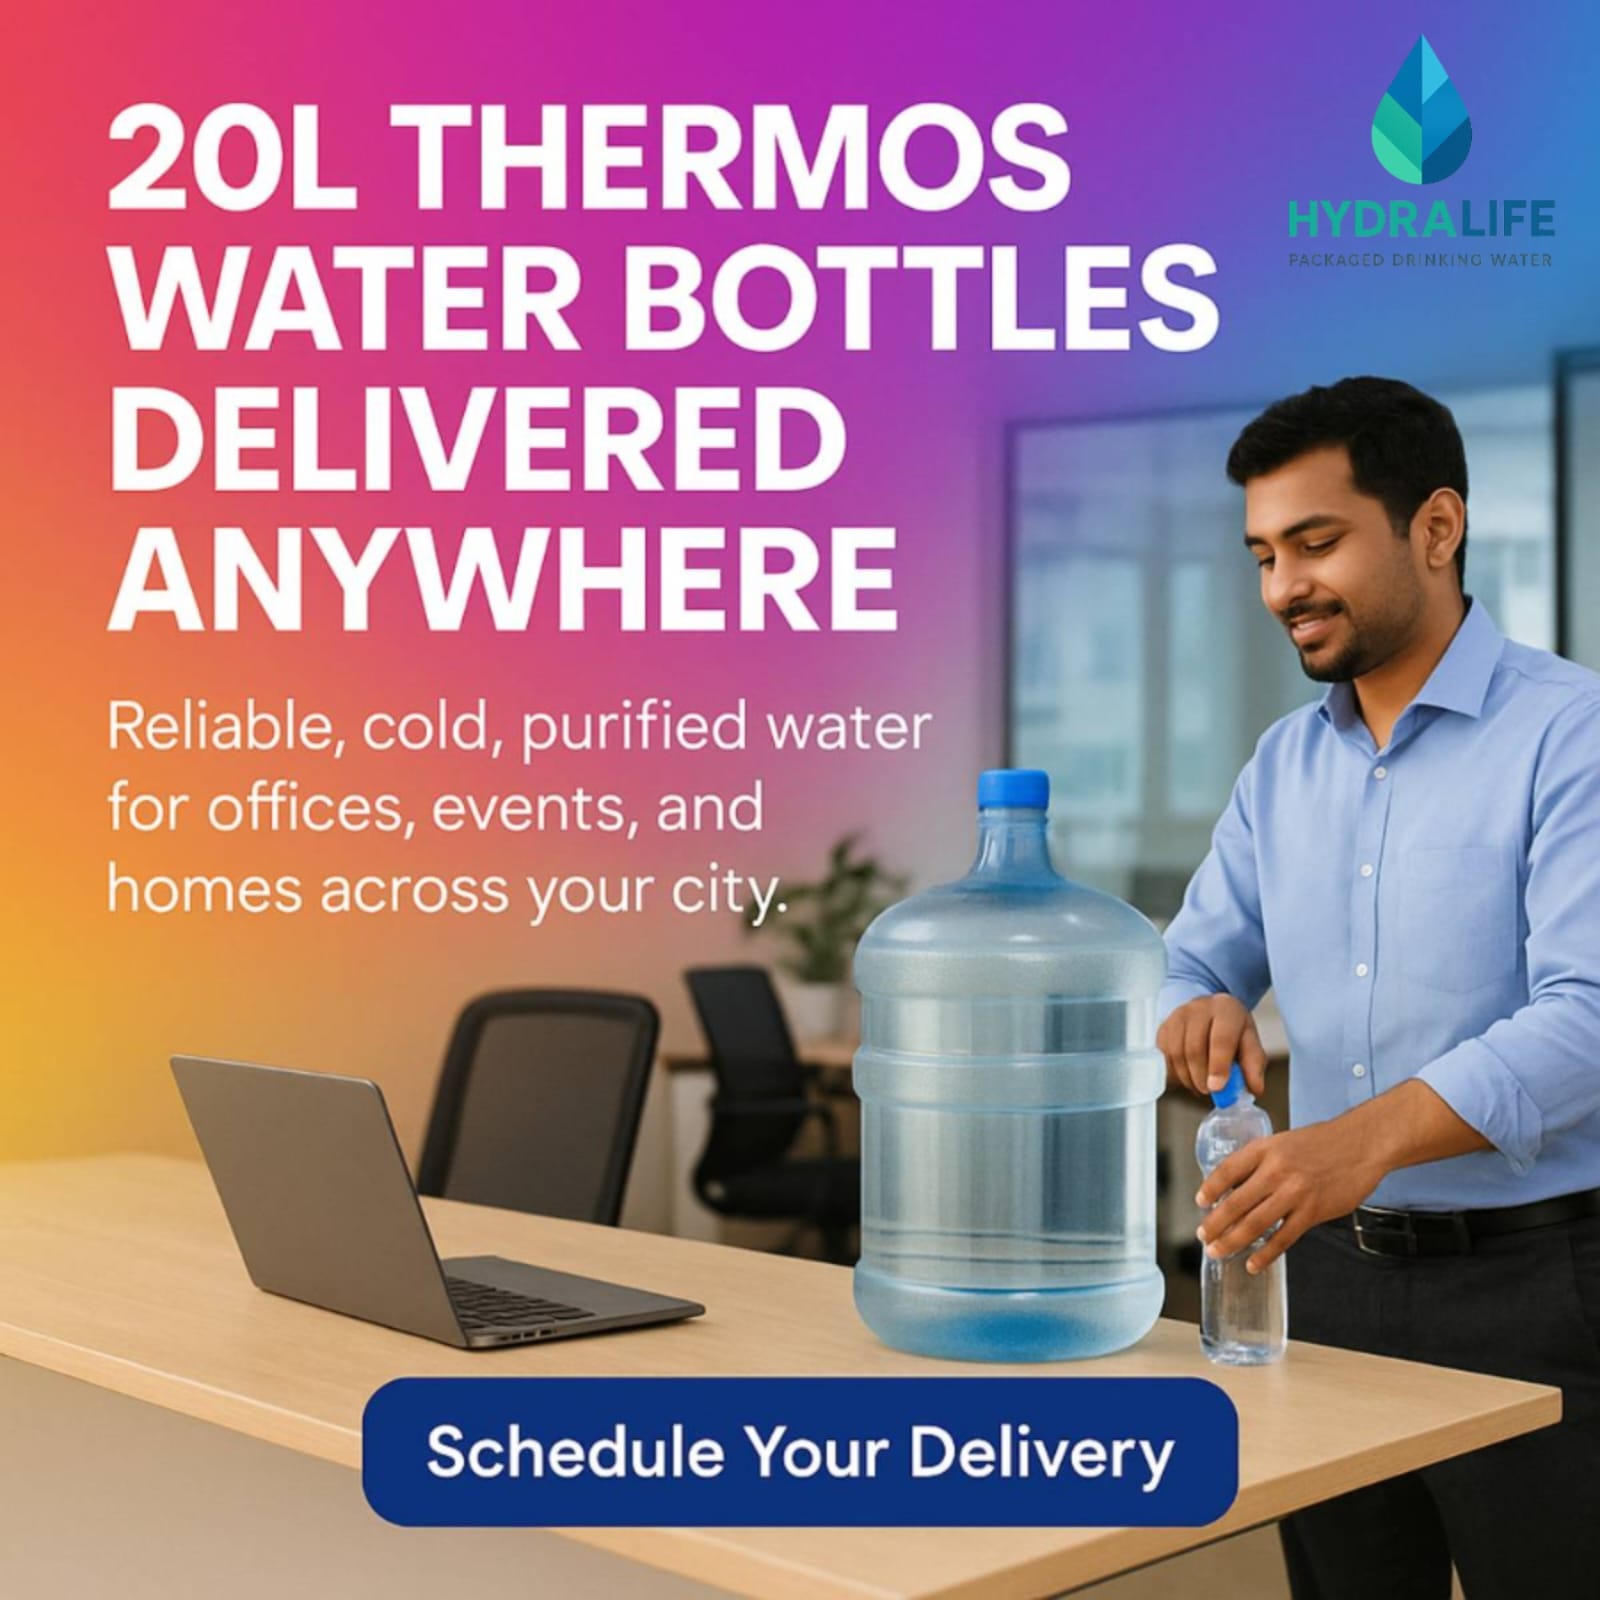 20L THERMOS
WATER BOTTLES
DELIVERED
ANYWHERE
HYDRALIFE
PACKAGED DRINKING WATER
Reliable, cold, purified water
for offices, events, and
homes across your city.
Schedule Your Delivery